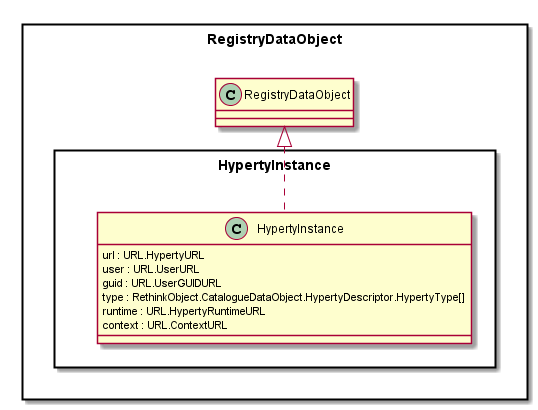 RegistryDataObject
C RegistryDataObject
HypertyInstance
C HypertyInstance
url : URL.HypertyURL
user : URL.UserURL
guid : URL.UserGUIDURL
type : RethinkObject.CatalogueDataObject.HypertyDescriptor.HypertyType[]
runtime : URL.HypertyRuntimeURL
context : URL.ContextURL